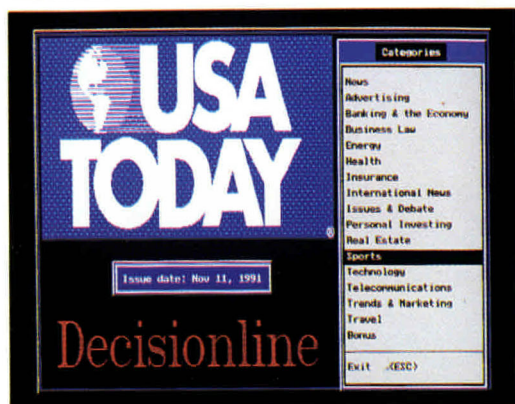 USA
TODAY®
Issue date: Nov 11, 1991
Decisionline
Categories
News
Advertising
Banking & the Economy
Business Law
Energy
Health
Insurance
International News
Issues & Debate
Personal Investing
Real Estate
Sports
Technology
Telecommunications
Trends & Marketing
Travel
Bonus
Exit <ESC>